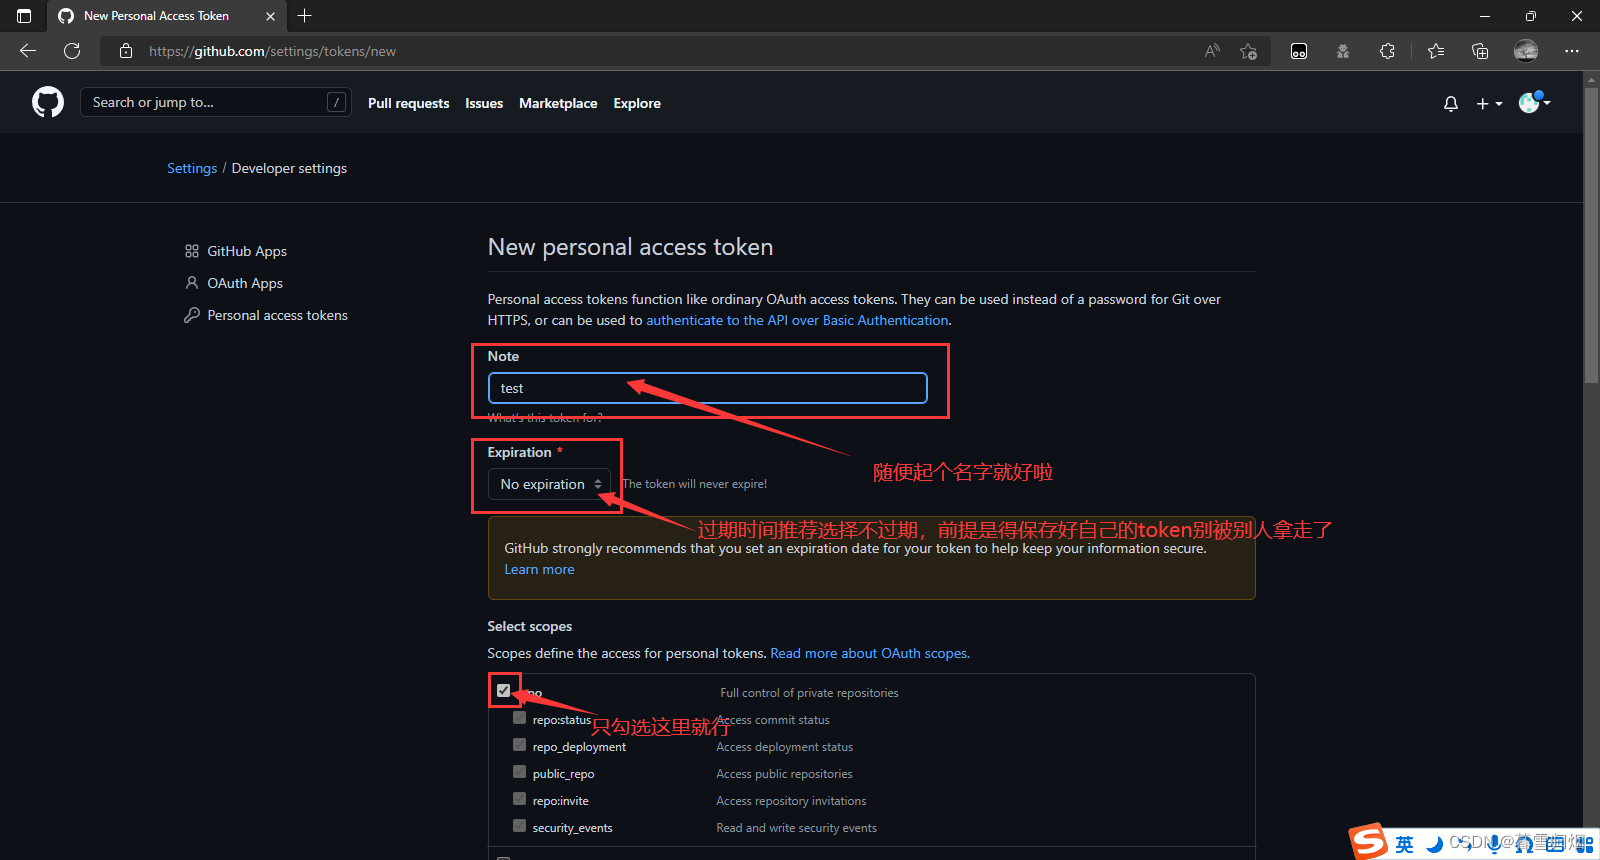 New Personal Access Token
https://github.com/settings/tokens/new
Search or jump to...
/
Pull requests
Issues
Marketplace
Explore
Settings / Developer settings
GitHub Apps
OAuth Apps
Personal access tokens
New personal access token
Personal access tokens function like ordinary OAuth access tokens. They can be used instead of a password for Git over
HTTPS, or can be used to authenticate to the API over Basic Authentication.
Note
test
What's this token for?
随便起个名字就好啦
Expiration *
No expiration
The token will never expire!
过期时间推荐选择不过期，前提是得保存好自己的token别被别人拿走了
GitHub strongly recommends that you set an expiration date for your token to help keep your information secure.
Learn more
Select scopes
Scopes define the access for personal tokens. Read more about OAuth scopes.
Full control of private repositories
只勾选这里就行
repo:status
Access commit status
repo_deployment
Access deployment status
public_repo
Access public repositories
repo:invite
Access repository invitations
security_events
Read and write security events
英
CSDN @暮雪归烟